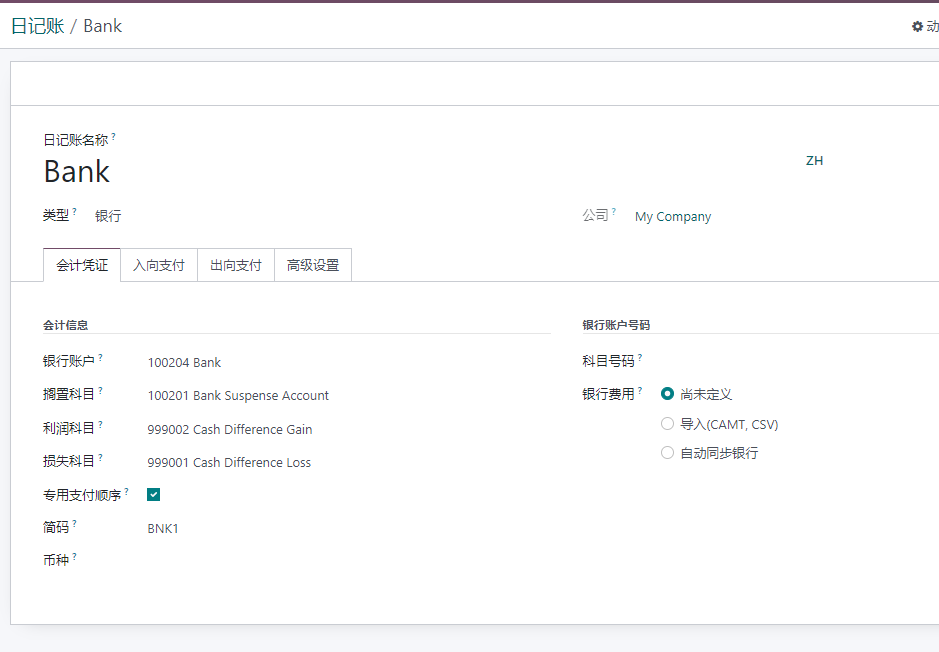 日记账 / Bank
动
日记账名称?
Bank
ZH
类型? 银行
公司? My Company
会计凭证 入向支付 出向支付 高级设置
会计信息
银行账户? 100204 Bank
搁置科目? 100201 Bank Suspense Account
利润科目? 999002 Cash Difference Gain
损失科目? 999001 Cash Difference Loss
专用支付顺序?
简码? BNK1
币种?
银行账户号码
科目号码?
银行费用? 尚未定义
导入(CAMT, CSV)
自动同步银行